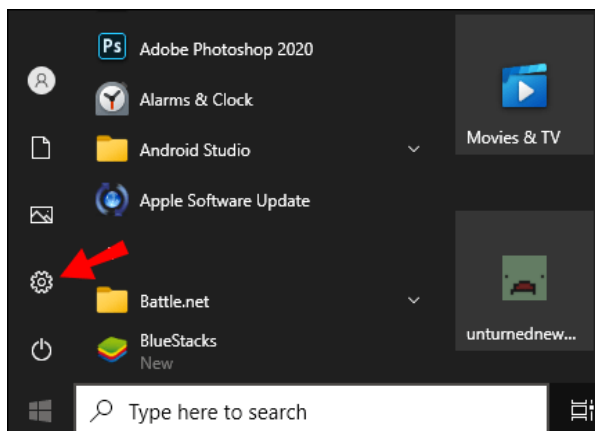 Ps Adobe Photoshop 2020
Alarms & Clock
Android Studio
Apple Software Update
Battle.net
BlueStacks
New
Movies & TV
unturnednew...
Type here to search